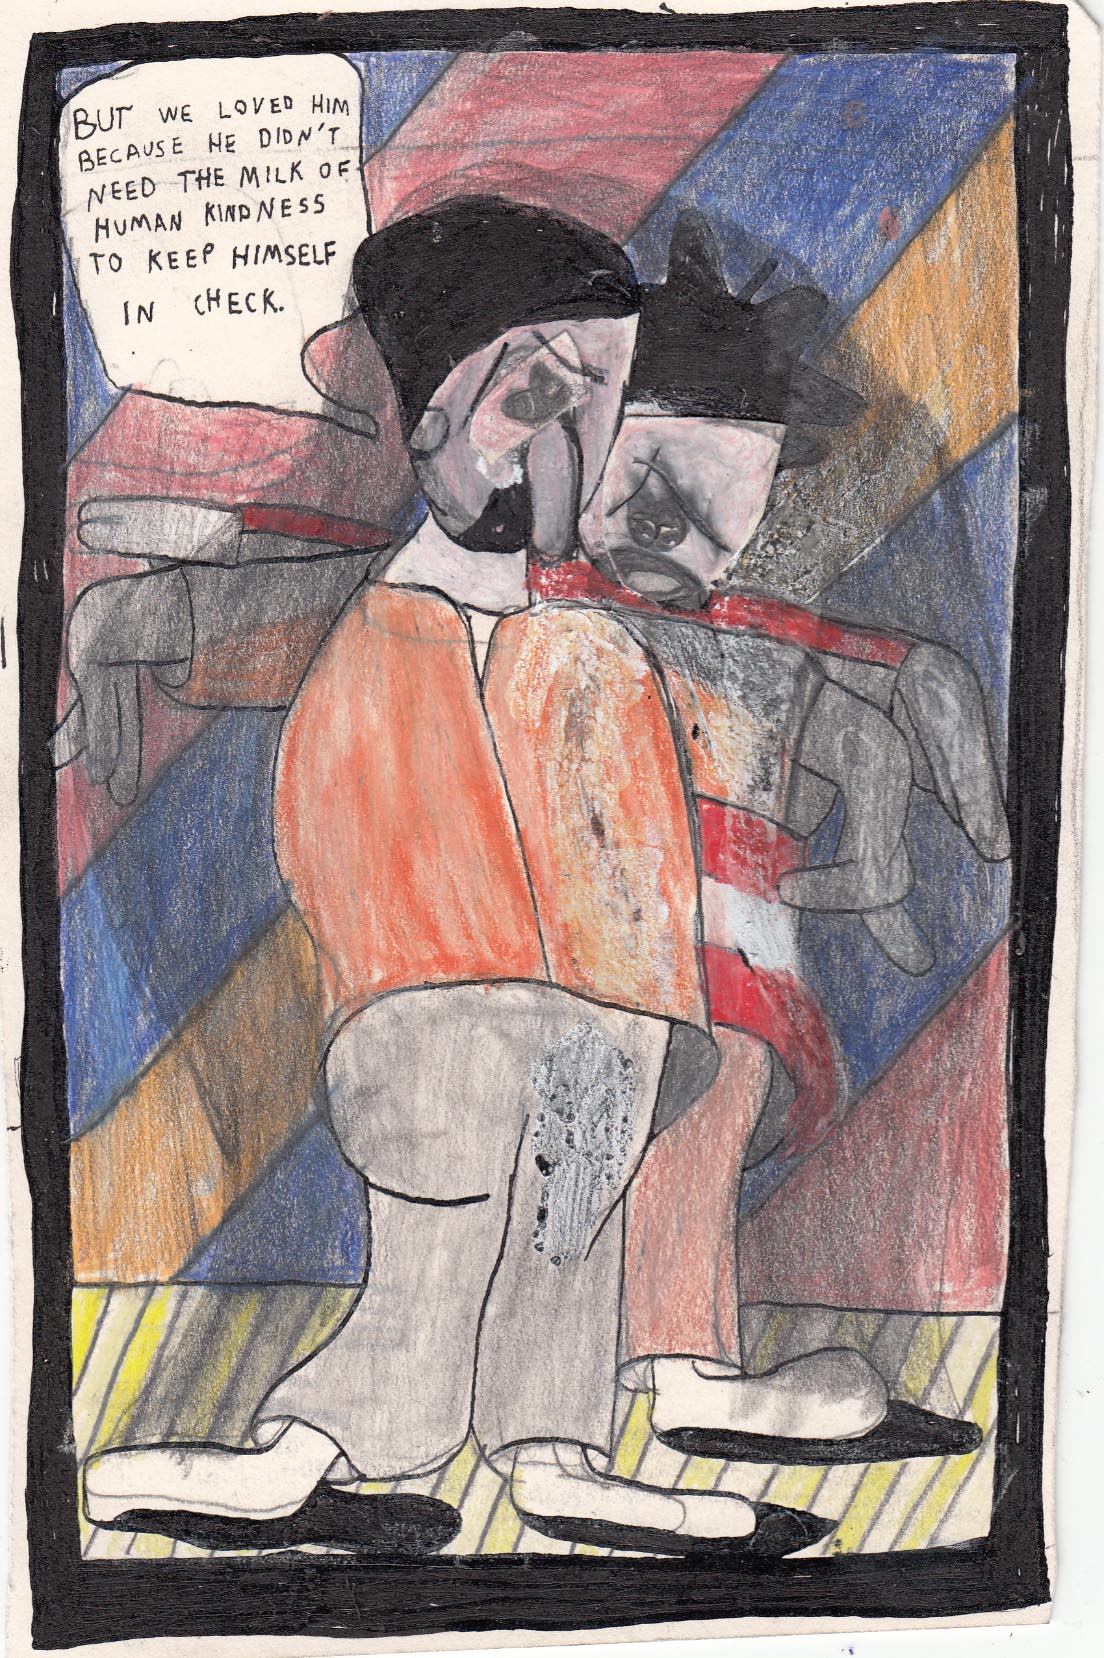 BUT WE LOVED HIM
BECAUSE HE DIDN'T
NEED THE MILK OF
HUMAN KINDNESS
TO KEEP HIMSELF
IN CHECK.